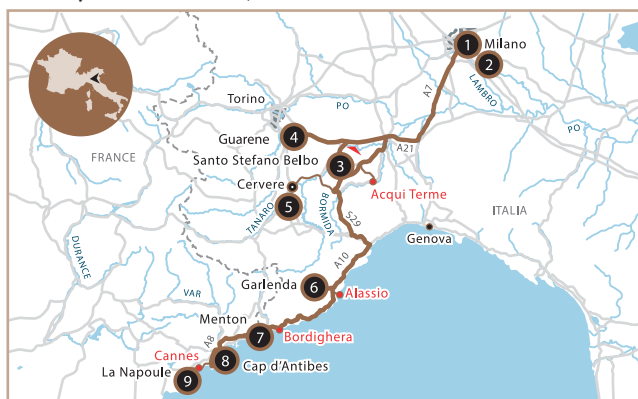 1
Milano
2
LAMBRO
A7
Torino
PO
PO
Guarene
4
A21
FRANCE
Santo Stefano Belbo
3
Cervere
Acqui Terme
5
TANARO
BORMIDA
ITALIA
S29
Genova
DURANCE
A10
VAR
Garlenda
6
Alassio
Menton
7
Bordighera
A8
Cannes
8
Cap d'Antibes
La Napoule
9